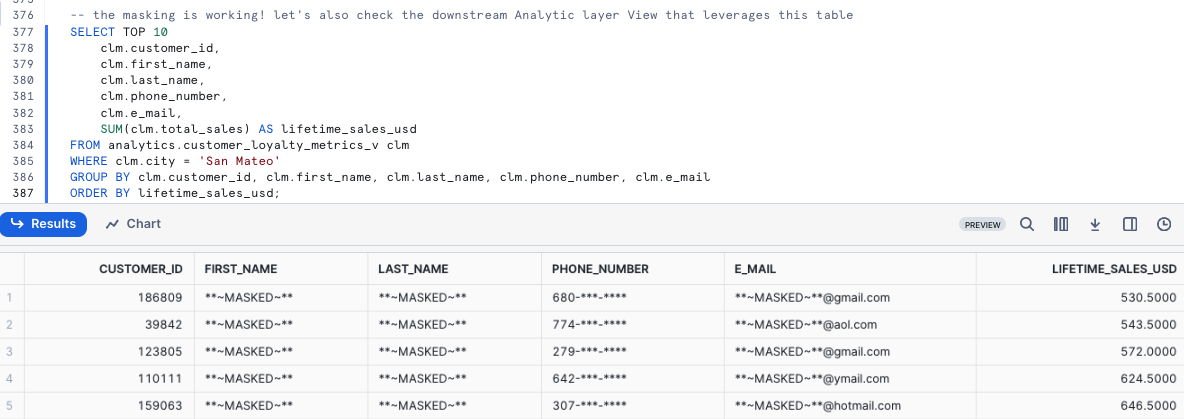 376 -- the masking is working! let's also check the downstream Analytic layer View that leverages this table
377 SELECT TOP 10
378 clm.customer_id,
379 clm.first_name,
380 clm.last_name,
381 clm.phone_number,
382 clm.e_mail,
383 SUM(clm.total_sales) AS lifetime_sales_usd
384 FROM analytics.customer_loyalty_metrics_v clm
385 WHERE clm.city = 'San Mateo'
386 GROUP BY clm.customer_id, clm.first_name, clm.last_name, clm.phone_number, clm.e_mail
387 ORDER BY lifetime_sales_usd;
Results Chart PREVIEW
CUSTOMER_ID FIRST_NAME LAST_NAME PHONE_NUMBER E_MAIL LIFETIME_SALES_USD
1 186809 **~MASKED~** **~MASKED~** 680-***-**** **~MASKED~**@gmail.com 530.5000
2 39842 **~MASKED~** **~MASKED~** 774-***-**** **~MASKED~**@aol.com 543.5000
3 123805 **~MASKED~** **~MASKED~** 279-***-**** **~MASKED~**@gmail.com 572.0000
4 110111 **~MASKED~** **~MASKED~** 642-***-**** **~MASKED~**@ymail.com 624.5000
5 159063 **~MASKED~** **~MASKED~** 307-***-**** **~MASKED~**@hotmail.com 646.5000